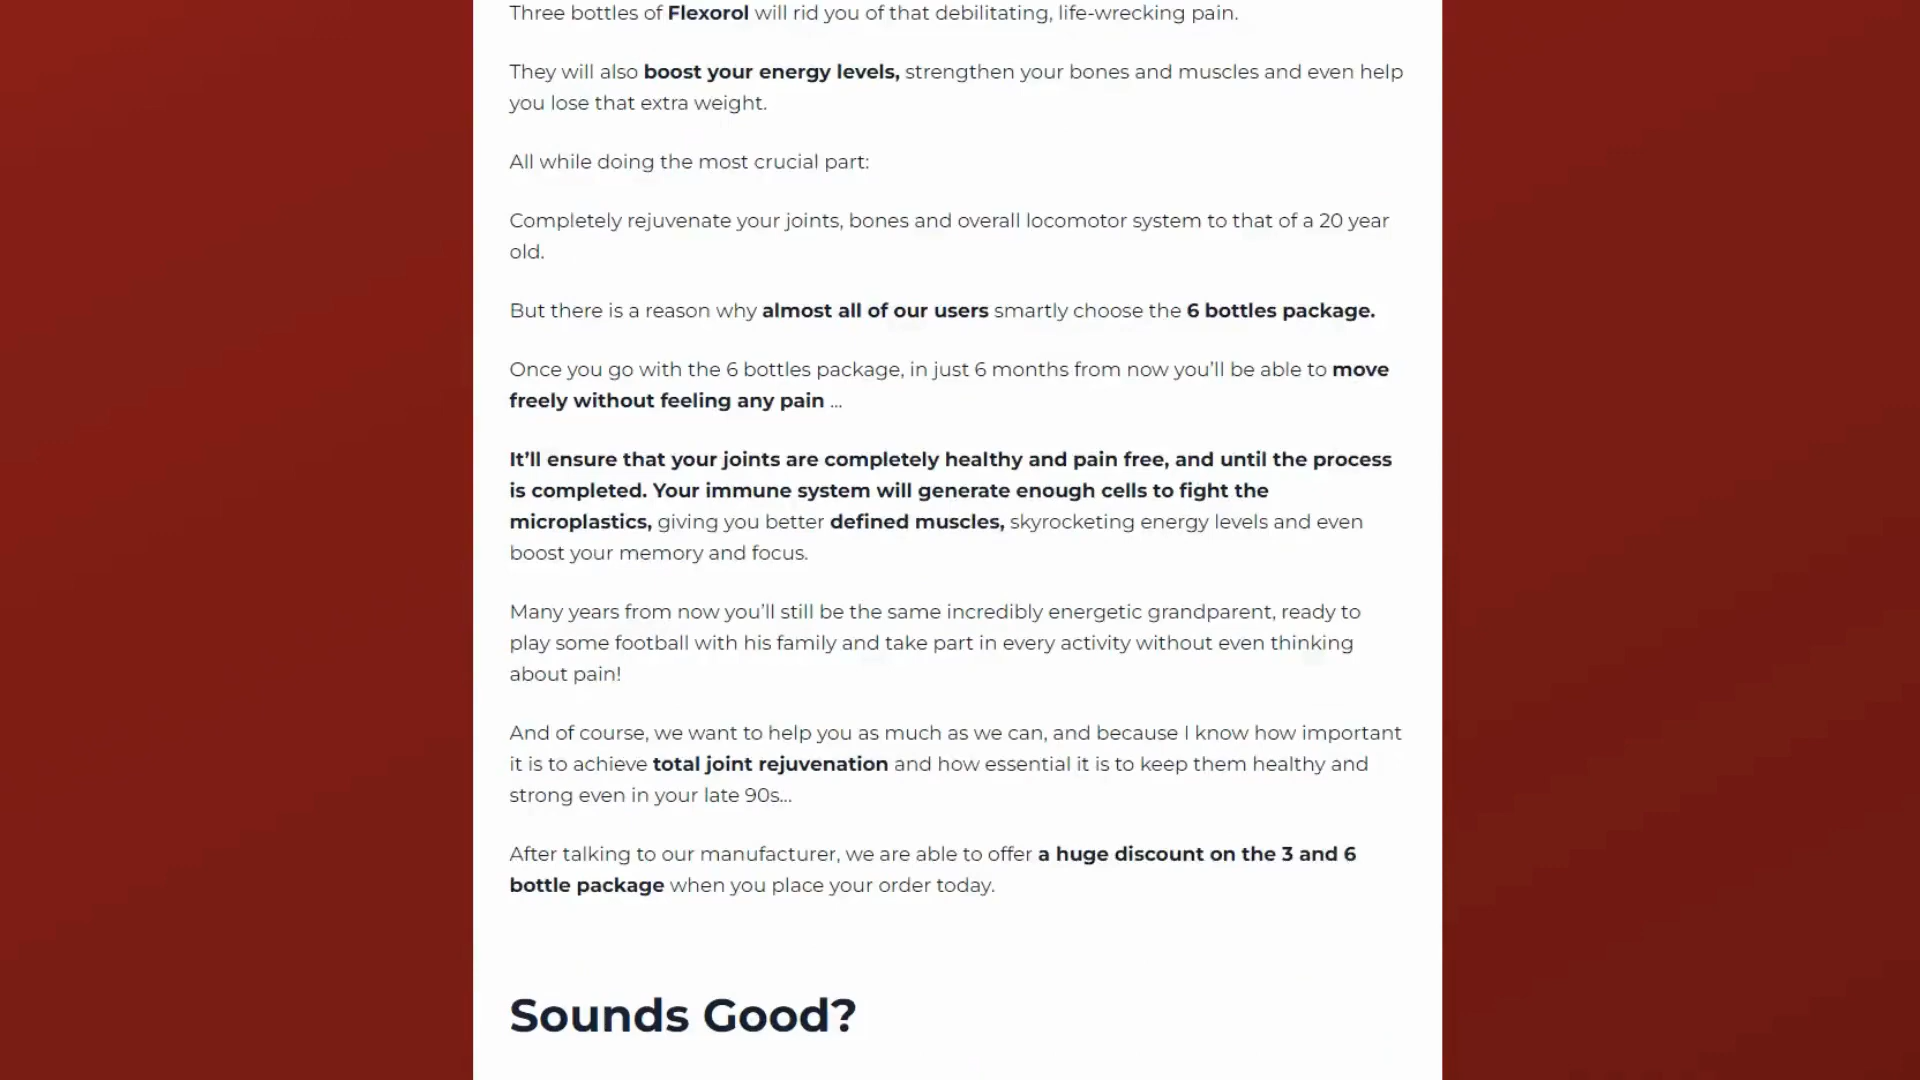 Three bottles of Flexorol will rid you of that debilitating, life-wrecking pain.
They will also boost your energy levels, strengthen your bones and muscles and even help
you lose that extra weight.
All while doing the most crucial part:
Completely rejuvenate your joints, bones and overall locomotor system to that of a 20 year
old.
But there is a reason why almost all of our users smartly choose the 6 bottles package.
Once you go with the 6 bottles package, in just 6 months from now you’ll be able to move
freely without feeling any pain ...
It’ll ensure that your joints are completely healthy and pain free, and until the process
is completed. Your immune system will generate enough cells to fight the
microplastics, giving you better defined muscles, skyrocketing energy levels and even
boost your memory and focus.
Many years from now you’ll still be the same incredibly energetic grandparent, ready to
play some football with his family and take part in every activity without even thinking
about pain!
And of course, we want to help you as much as we can, and because I know how important
it is to achieve total joint rejuvenation and how essential it is to keep them healthy and
strong even in your late 90s...
After talking to our manufacturer, we are able to offer a huge discount on the 3 and 6
bottle package when you place your order today.
Sounds Good?